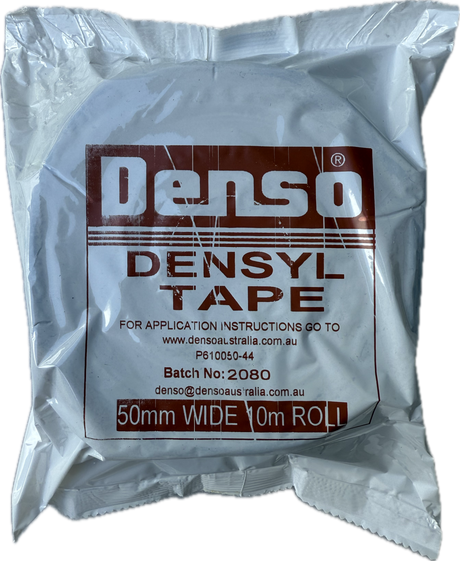 Denso®
DENSYL
TAPE
FOR APPLICATION INSTRUCTIONS GO TO
www.densoaustralia.com.au
P610050-44
Batch No: 2080
denso@densoaustralia.com.au
50mm WIDE 10m ROLL